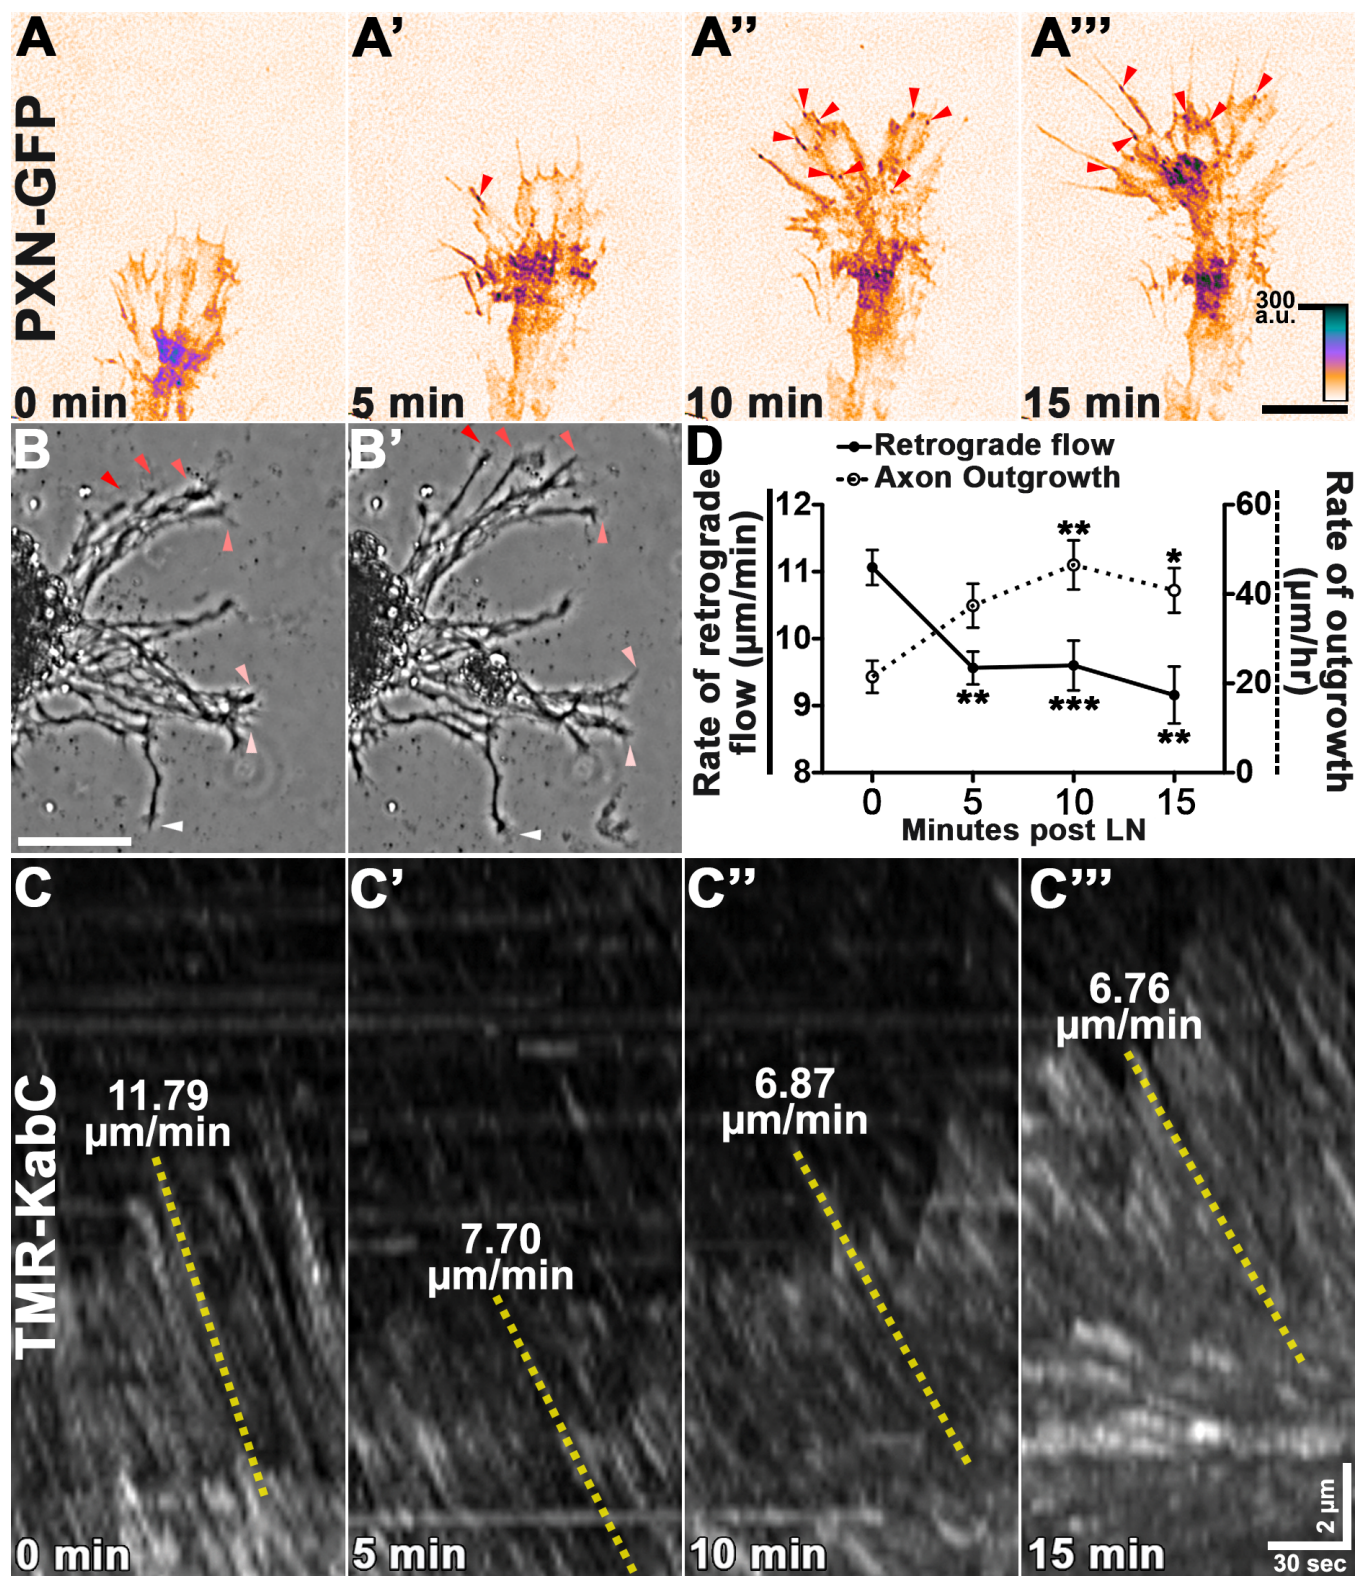 A
A’
A’’
A’’’
PXN-GFP
300
a.u.
0 min
5 min
10 min
15 min
B
B’
D
Retrograde flow
Axon Outgrowth
Rate of retrograde
flow (µm/min)
12
11
10
9
8
**
*
**
***
**
60
40
20
0
Rate of outgrowth
(µm/hr)
0 5 10 15
Minutes post LN
C
C’
C’’
C’’’
TMR-KabC
11.79
µm/min
7.70
µm/min
6.87
µm/min
6.76
µm/min
2 µm
30 sec
0 min
5 min
10 min
15 min